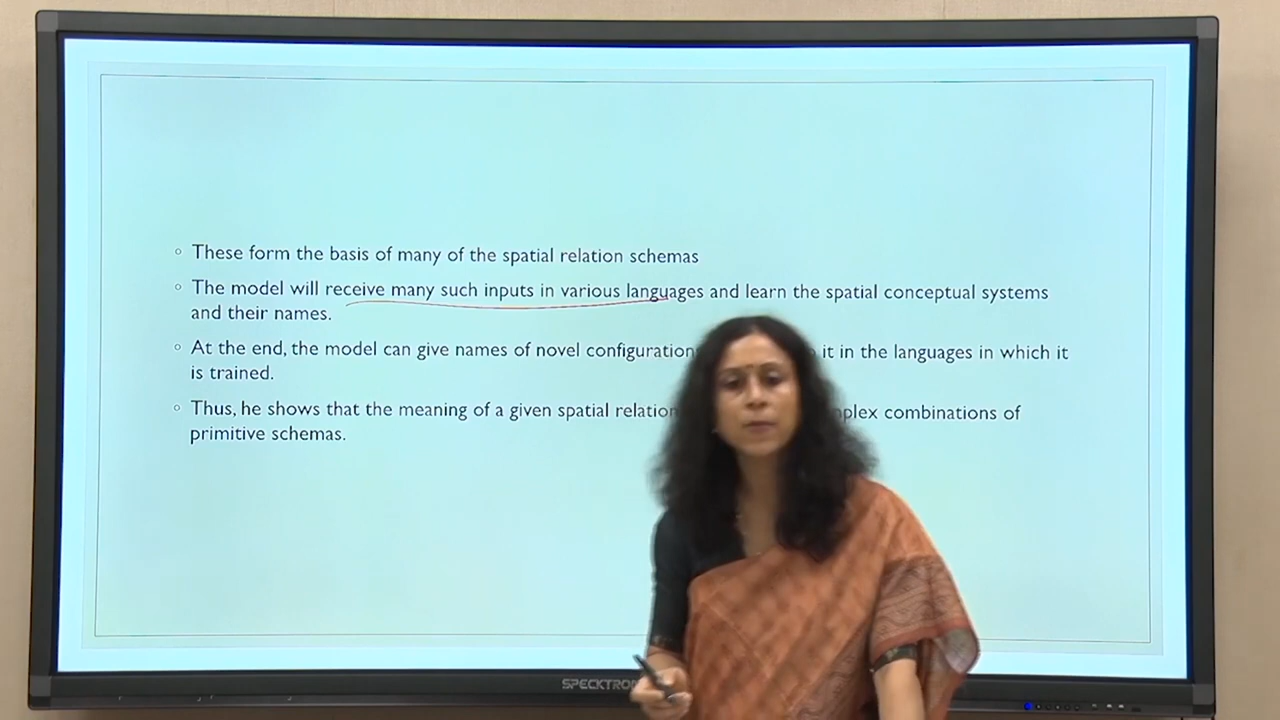 These form the basis of many of the spatial relation schemas
The model will receive many such inputs in various languages and learn the spatial conceptual systems
and their names.
At the end, the model can give names of novel configuration it in the languages in which it
is trained.
Thus, he shows that the meaning of a given spatial relation combinations of
primitive schemas.
SPECKTRON